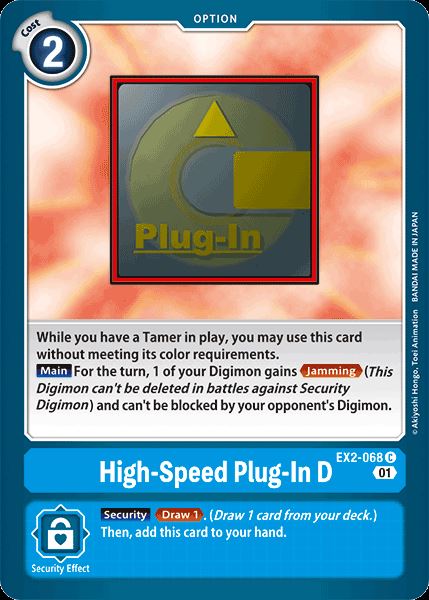 OPTION
Cost
2
Plug-In
While you have a Tamer in play, you may use this card
without meeting its color requirements.
Main For the turn, 1 of your Digimon gains Jamming (This
Digimon can't be deleted in battles against Security
Digimon) and can't be blocked by your opponent's Digimon.
©Akiyoshi Hongo, Toei Animation BANDAI MADE IN JAPAN
EX2-068 C
High-Speed Plug-In D
01
Security Draw 1. (Draw 1 card from your deck.)
Then, add this card to your hand.
Security Effect